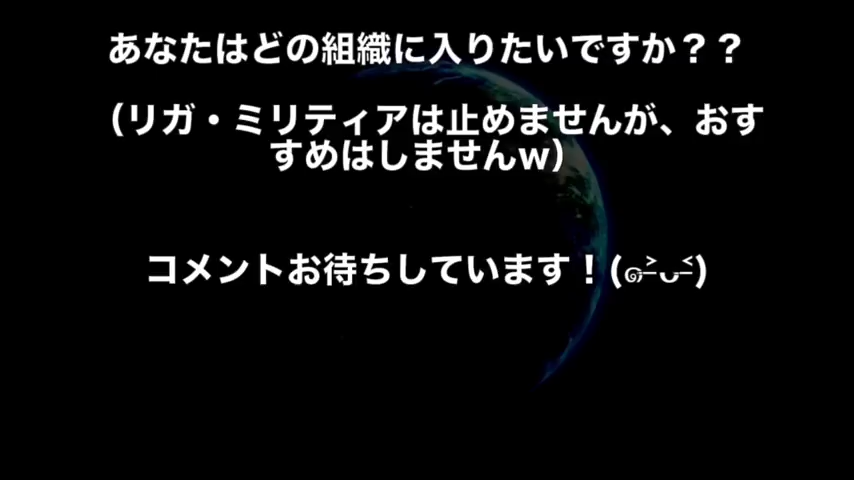 あなたはどの組織に入りたいですか？？
（リガ・ミリティアは止めませんが、おす
すめはしませんw）
コメントお待ちしています！(๑˃̵ᴗ˂̵)